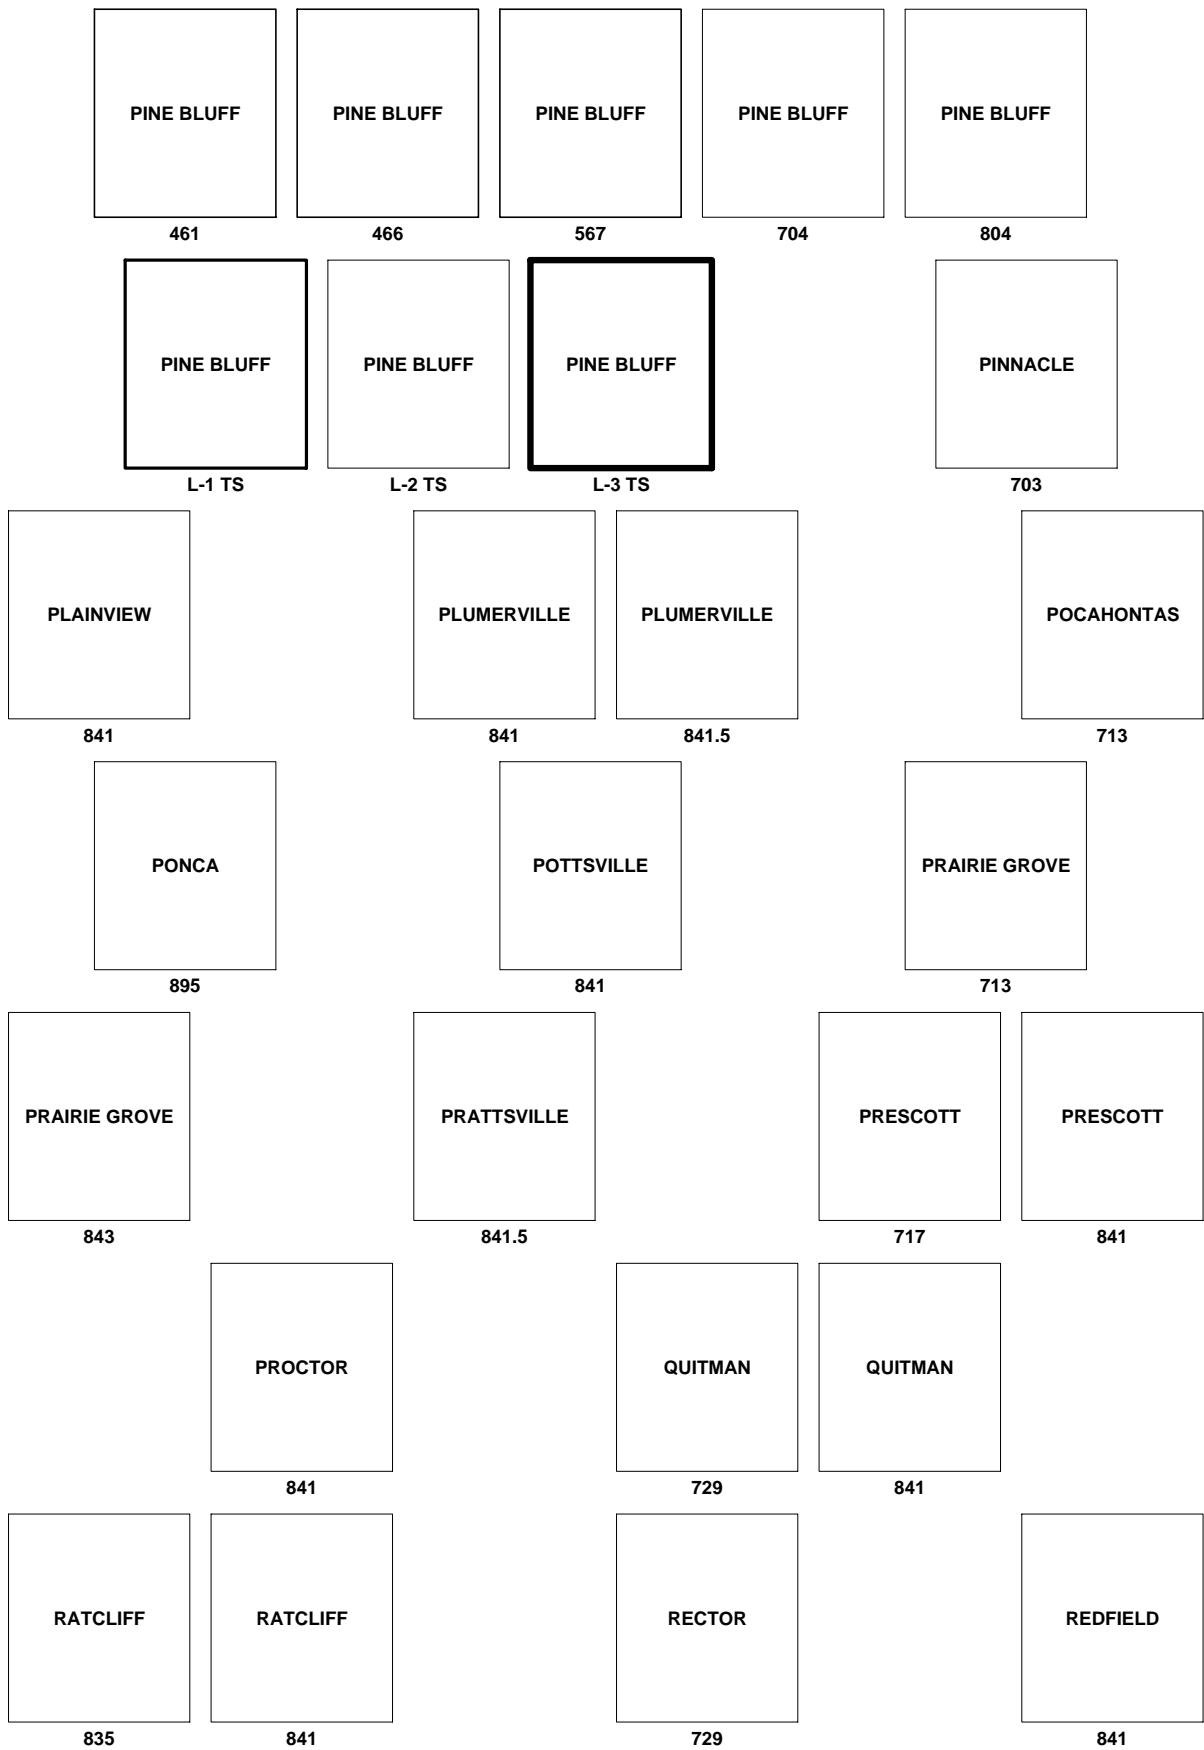 PINE BLUFF PINE BLUFF PINE BLUFF PINE BLUFF PINE BLUFF
461 466 567 704 804
PINE BLUFF PINE BLUFF PINE BLUFF PINNACLE
L-1 TS L-2 TS L-3 TS 703
PLAINVIEW PLUMERVILLE PLUMERVILLE POCAHONTAS
841 841 841.5 713
PONCA POTTSVILLE PRAIRIE GROVE
895 841 713
PRAIRIE GROVE PRATTSVILLE PRESCOTT PRESCOTT
843 841.5 717 841
PROCTOR QUITMAN QUITMAN
841 729 841
RATCLIFF RATCLIFF RECTOR REDFIELD
835 841 729 841